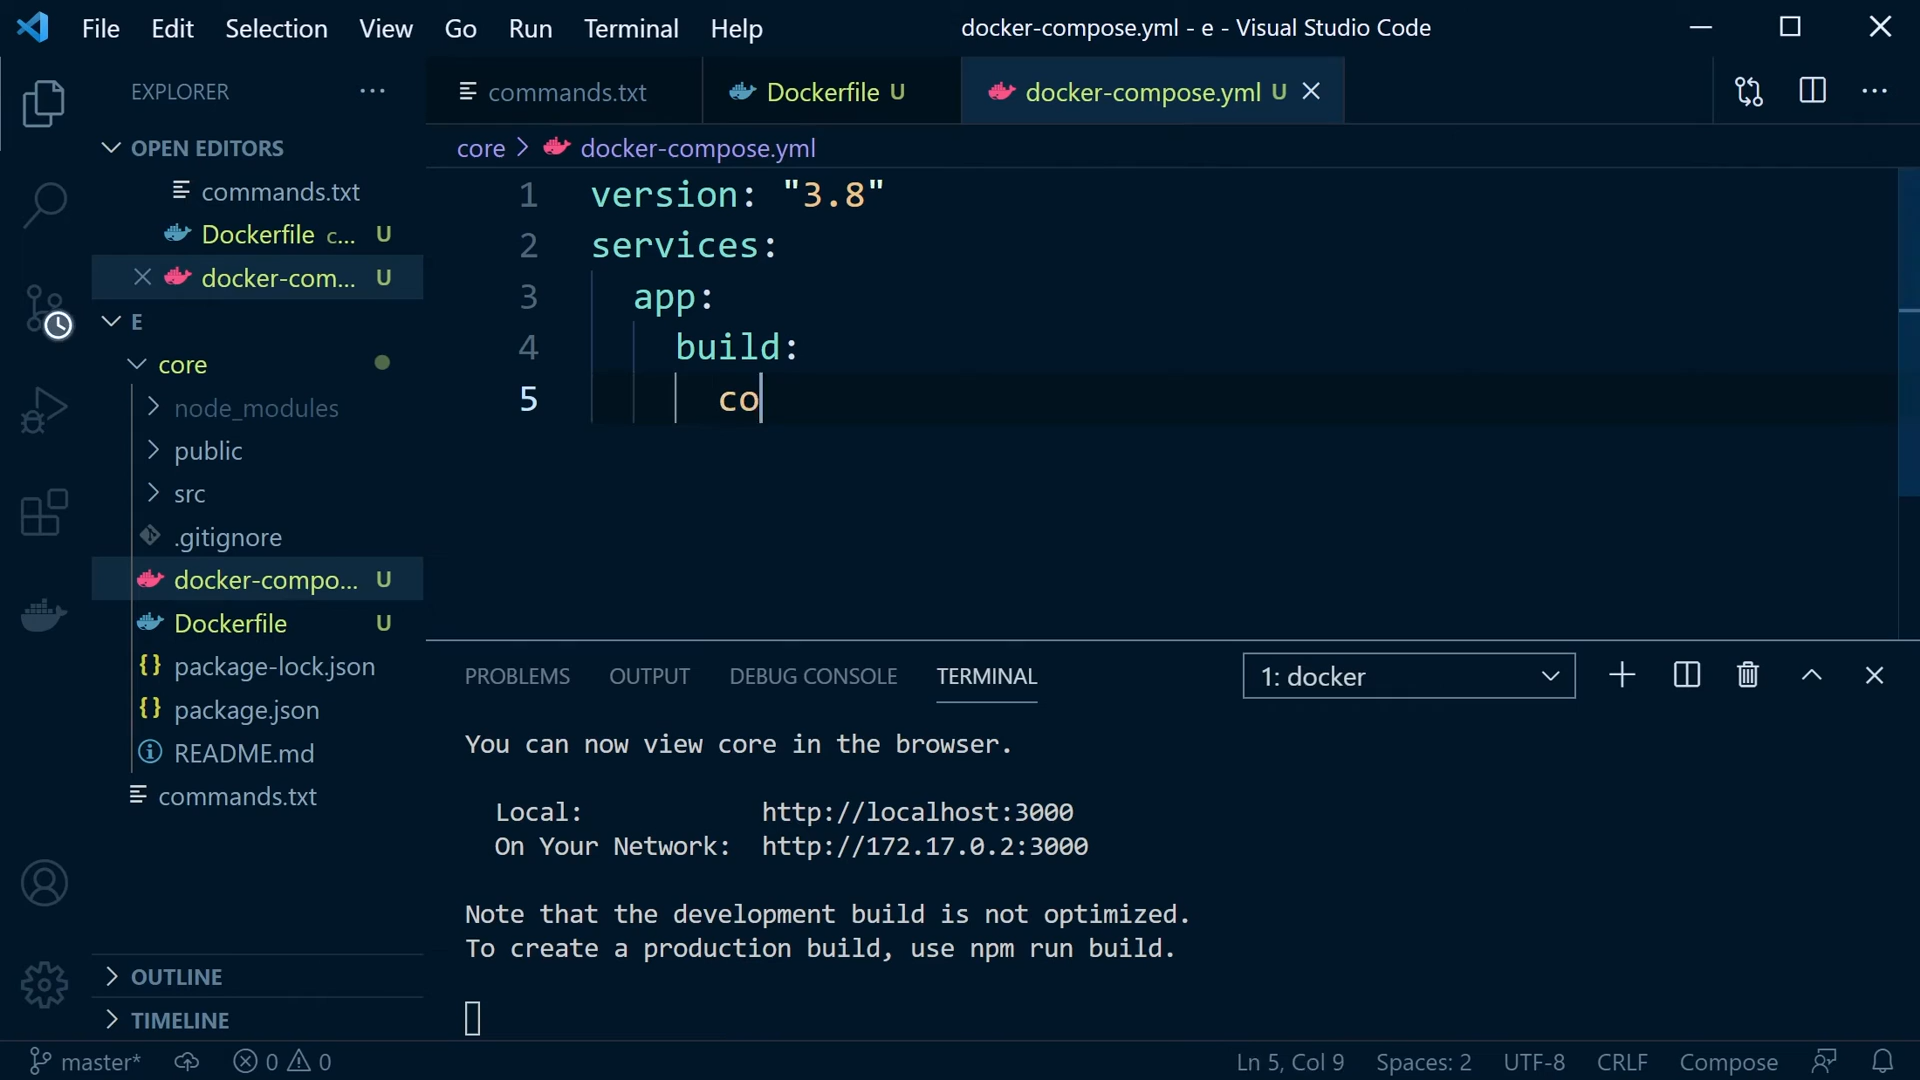 File Edit Selection View Go Run Terminal Help docker-compose.yml - e - Visual Studio Code
EXPLORER
OPEN EDITORS
commands.txt
Dockerfile c... U
docker-com... U
E
core
node_modules
public
src
.gitignore
docker-compo... U
Dockerfile U
package-lock.json
package.json
README.md
commands.txt
OUTLINE
TIMELINE
commands.txt Dockerfile U docker-compose.yml U
core > docker-compose.yml
1 version: "3.8"
2 services:
3 app:
4 build:
5 co
PROBLEMS OUTPUT DEBUG CONSOLE TERMINAL 1: docker
You can now view core in the browser.
Local: http://localhost:3000
On Your Network: http://172.17.0.2:3000
Note that the development build is not optimized.
To create a production build, use npm run build.
master* 0 0 Ln 5, Col 9 Spaces: 2 UTF-8 CRLF Compose